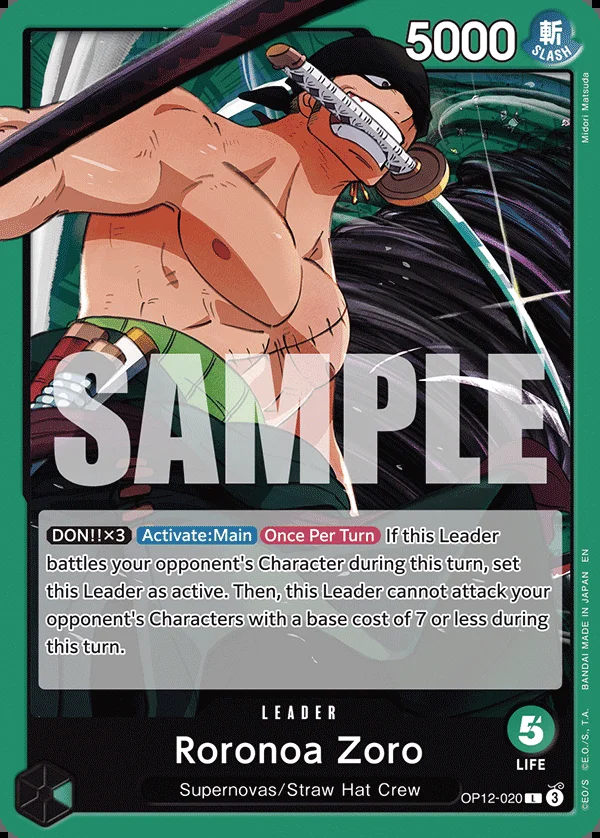 5000
斬
SLASH
Midori Matsuda
SAMPLE
DON!!×3 Activate:Main Once Per Turn If this Leader
battles your opponent's Character during this turn, set
this Leader as active. Then, this Leader cannot attack your
opponent's Characters with a base cost of 7 or less during
this turn.
©EO/S ©E.O./S., T.A. BANDAI MADE IN JAPAN EN
LEADER
Roronoa Zoro
5
LIFE
Supernovas/Straw Hat Crew
OP12-020 L 3